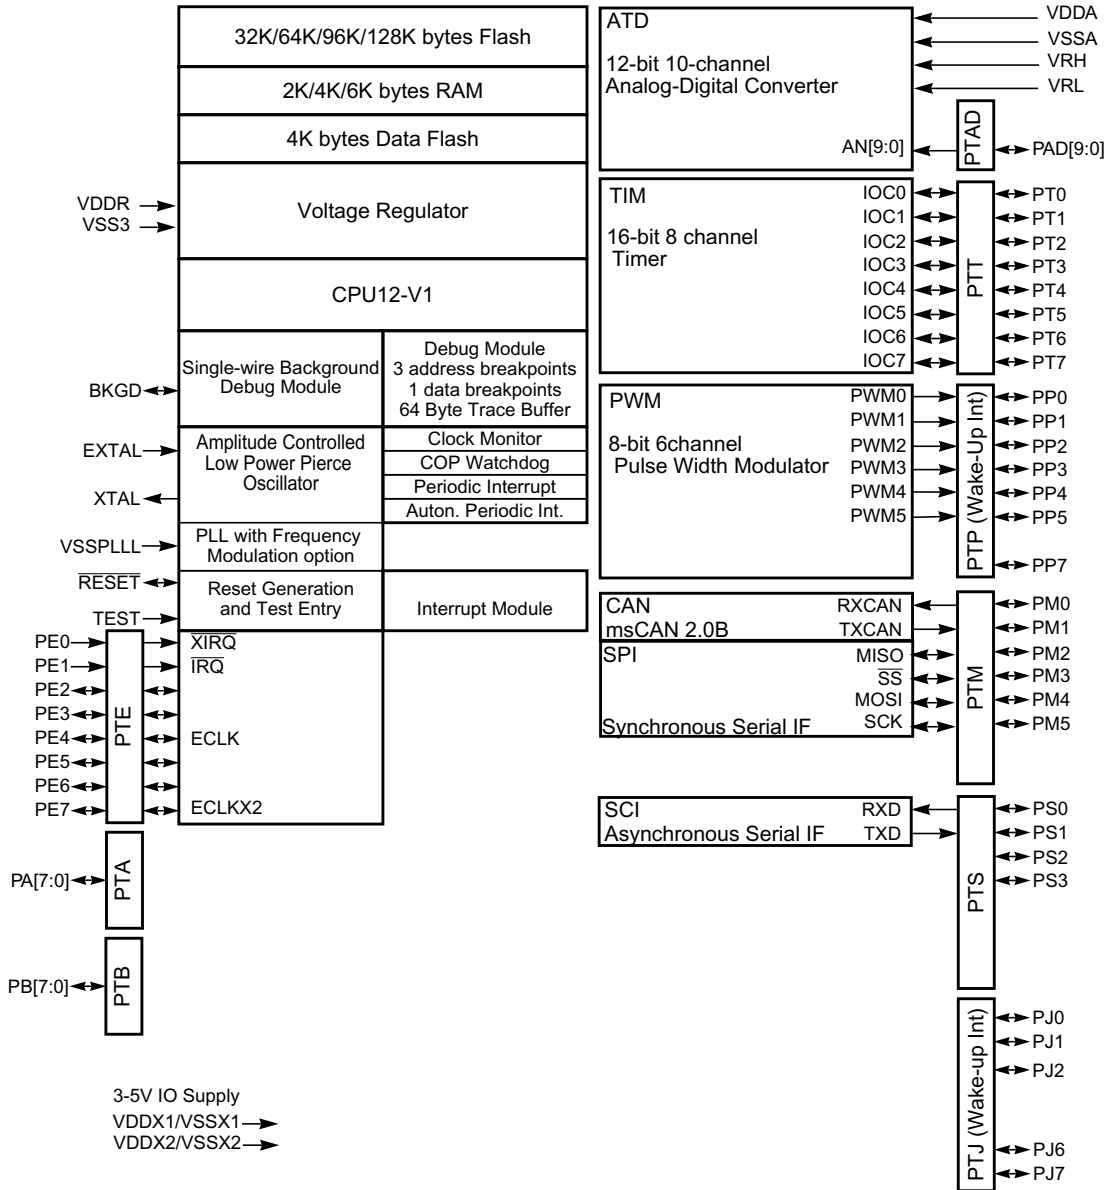 32K/64K/96K/128K bytes Flash
2K/4K/6K bytes RAM
4K bytes Data Flash
VDDR
VSS3
Voltage Regulator
CPU12-V1
BKGD
Single-wire Background
Debug Module
Debug Module
3 address breakpoints
1 data breakpoints
64 Byte Trace Buffer
EXTAL
XTAL
Amplitude Controlled
Low Power Pierce
Oscillator
Clock Monitor
COP Watchdog
Periodic Interrupt
Auton. Periodic Int.
VSSPLLL
PLL with Frequency
Modulation option
RESET
TEST
Reset Generation
and Test Entry
Interrupt Module
PE0
PE1
PE2
PE3
PE4
PE5
PE6
PE7
PTE
XIRQ
IRQ
ECLK
ECLKX2
PA[7:0]
PTA
PB[7:0]
PTB
3-5V IO Supply
VDDX1/VSSX1
VDDX2/VSSX2
ATD
12-bit 10-channel
Analog-Digital Converter
AN[9:0]
VDDA
VSSA
VRH
VRL
PTAD
PAD[9:0]
TIM
16-bit 8 channel
Timer
IOC0
IOC1
IOC2
IOC3
IOC4
IOC5
IOC6
IOC7
PTT
PT0
PT1
PT2
PT3
PT4
PT5
PT6
PT7
PWM
8-bit 6channel
Pulse Width Modulator
PWM0
PWM1
PWM2
PWM3
PWM4
PWM5
PTP (Wake-Up Int)
PP0
PP1
PP2
PP3
PP4
PP5
PP7
CAN
msCAN 2.0B
RXCAN
TXCAN
SPI
Synchronous Serial IF
MISO
SS
MOSI
SCK
PTM
PM0
PM1
PM2
PM3
PM4
PM5
SCI
Asynchronous Serial IF
RXD
TXD
PTS
PS0
PS1
PS2
PS3
PTJ (Wake-up Int)
PJ0
PJ1
PJ2
PJ6
PJ7